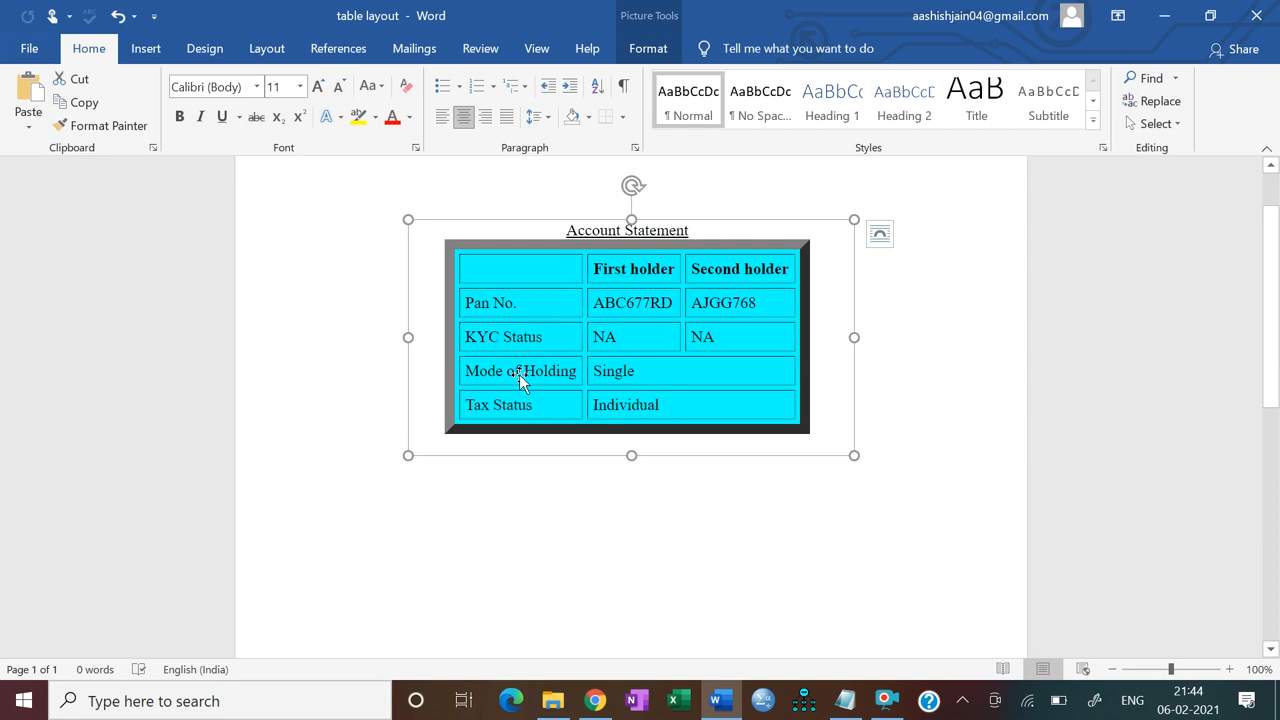 table layout - Word
Picture Tools
aashishjain04@gmail.com
File Home Insert Design Layout References Mailings Review View Help Format Tell me what you want to do Share
Paste
Cut
Copy
Format Painter
Calibri (Body) 11
AaBbCcDc AaBbCcDc AaBbC AaBbCcC AaB AaBbCcC
¶ Normal ¶ No Spac... Heading 1 Heading 2 Title Subtitle
Find
Replace
Select
Clipboard Font Paragraph Styles Editing
Account Statement
First holder Second holder
Pan No. ABC677RD AJGG768
KYC Status NA NA
Mode of Holding Single
Tax Status Individual
Page 1 of 1 0 words English (India) 100%
Type here to search
ENG
21:44
06-02-2021